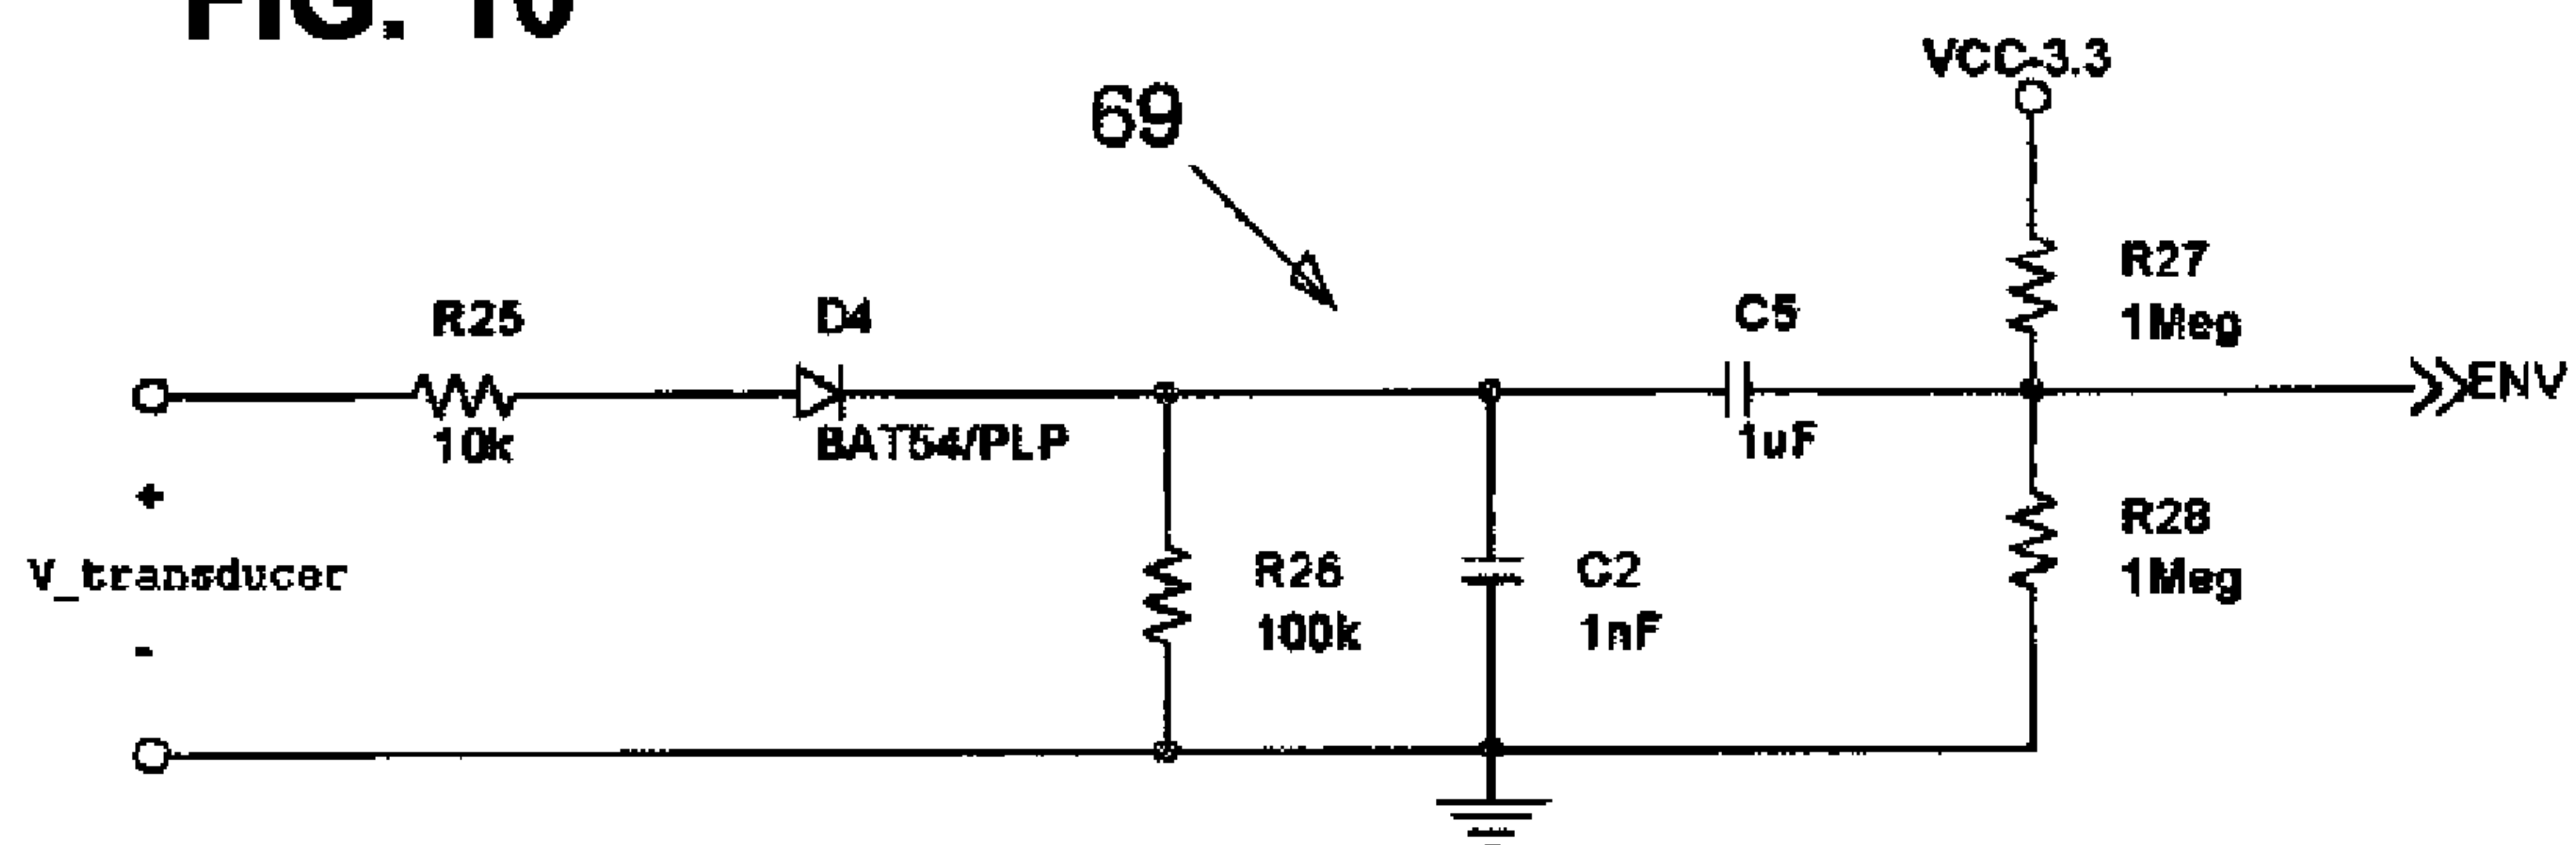 FIG. 10
VCC-3.3
69
R27
1Meg
R25
10k
D4
BAT54/PLP
C5
1uF
ENV
+
V_transducer
-
R26
100k
C2
1nF
R28
1Meg